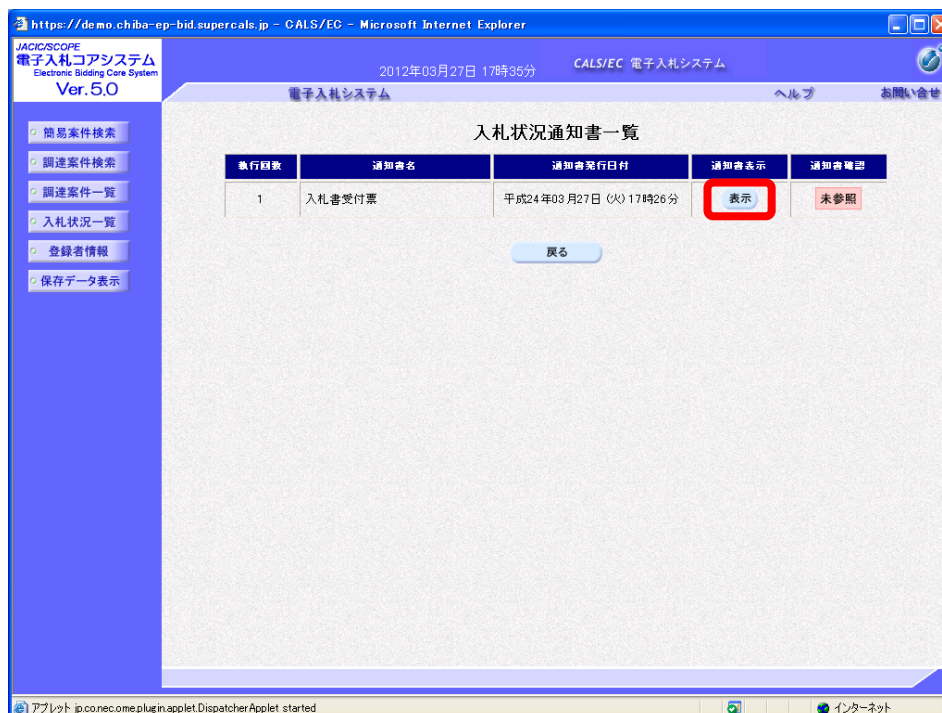 https://demo.chiba-ep-bid.supercals.jp - CALS/EC - Microsoft Internet Explorer
JACIC/SCOPE
電子入札コアシステム
Electronic Bidding Core System
Ver.5.0
2012年03月27日 17時35分
CALS/EC 電子入札システム
電子入札システム
ヘルプ
お問い合せ
簡易案件検索
調達案件検索
調達案件一覧
入札状況一覧
登録者情報
保存データ表示
入札状況通知書一覧
執行回数 通知書名 通知書発行日付 通知書表示 通知書確認
1 入札書受付票 平成24年03月27日 (火) 17時26分 表示 未参照
戻る
アプレット jp.co.nec.ome.plugin.applet.DispatcherApplet started
インターネット